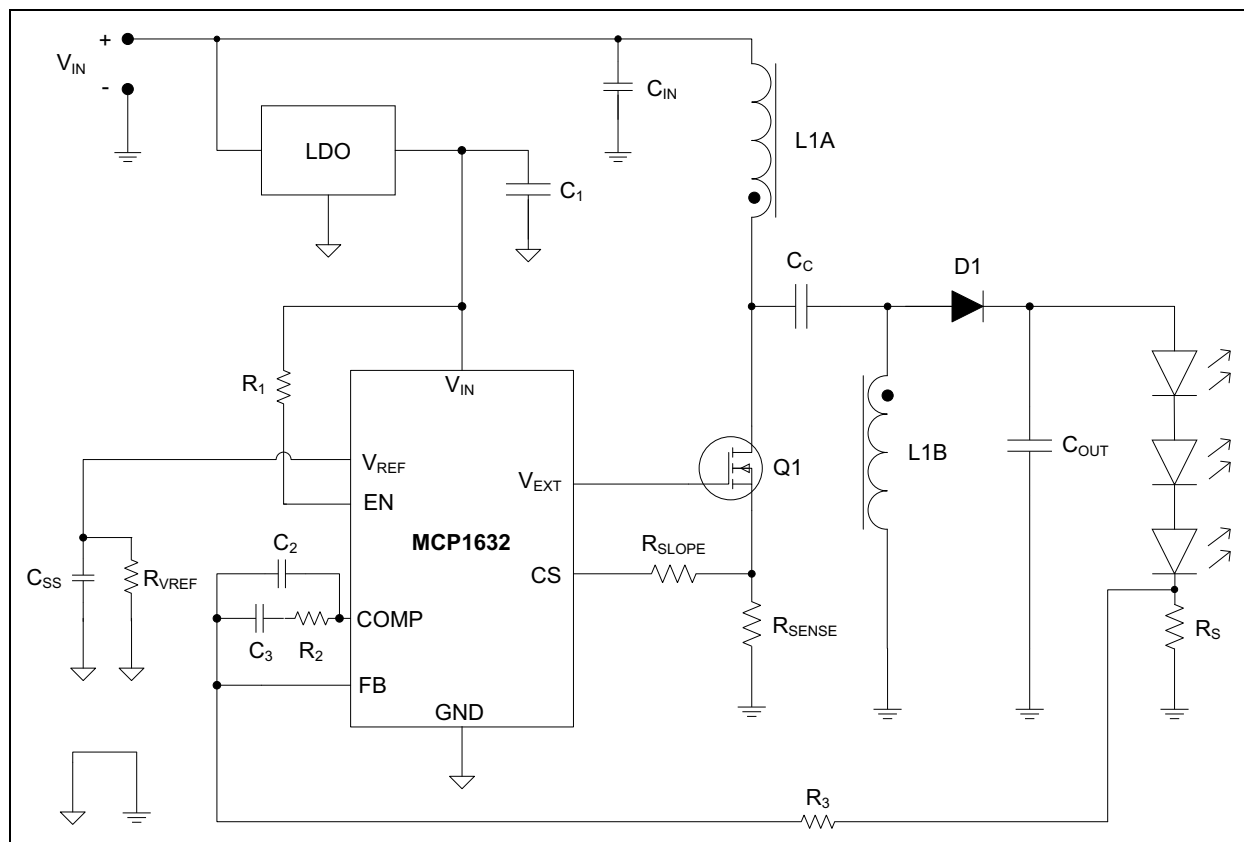 +
V_IN
-
C_IN
L1A
LDO
C_1
C_C
D1
R_1
V_IN
V_REF
EN
V_EXT
Q1
L1B
C_OUT
MCP1632
C_2
R_SLOPE
C_SS
R_VREF
CS
COMP
C_3
R_2
R_SENSE
R_S
FB
GND
R_3